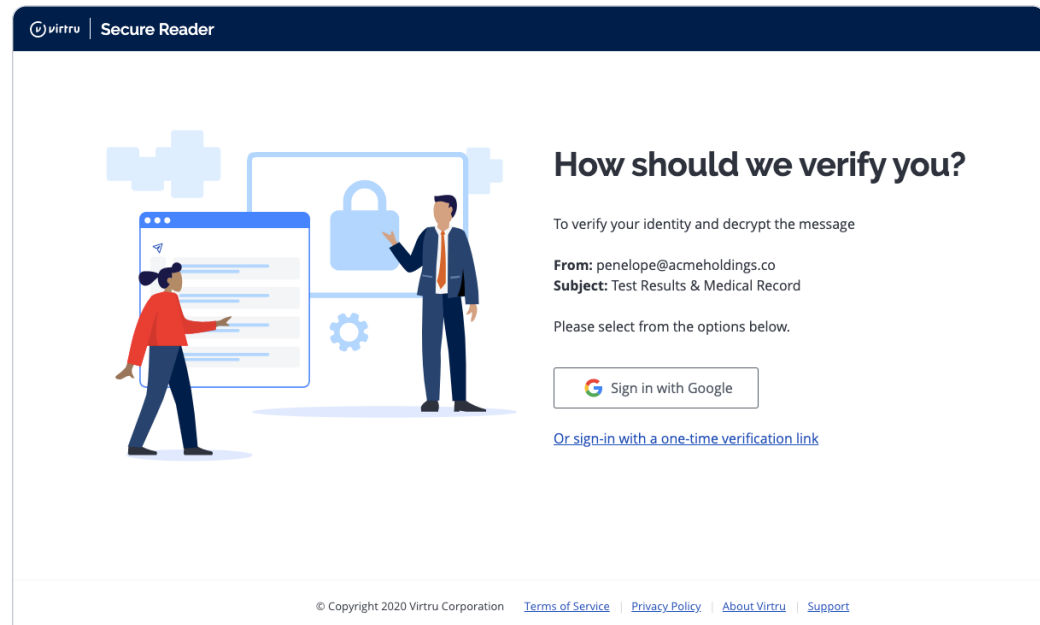 virtru | Secure Reader
How should we verify you?
To verify your identity and decrypt the message
From: penelope@acmeholdings.co
Subject: Test Results & Medical Record
Please select from the options below.
Sign in with Google
Or sign-in with a one-time verification link
© Copyright 2020 Virtru Corporation Terms of Service | Privacy Policy | About Virtru | Support